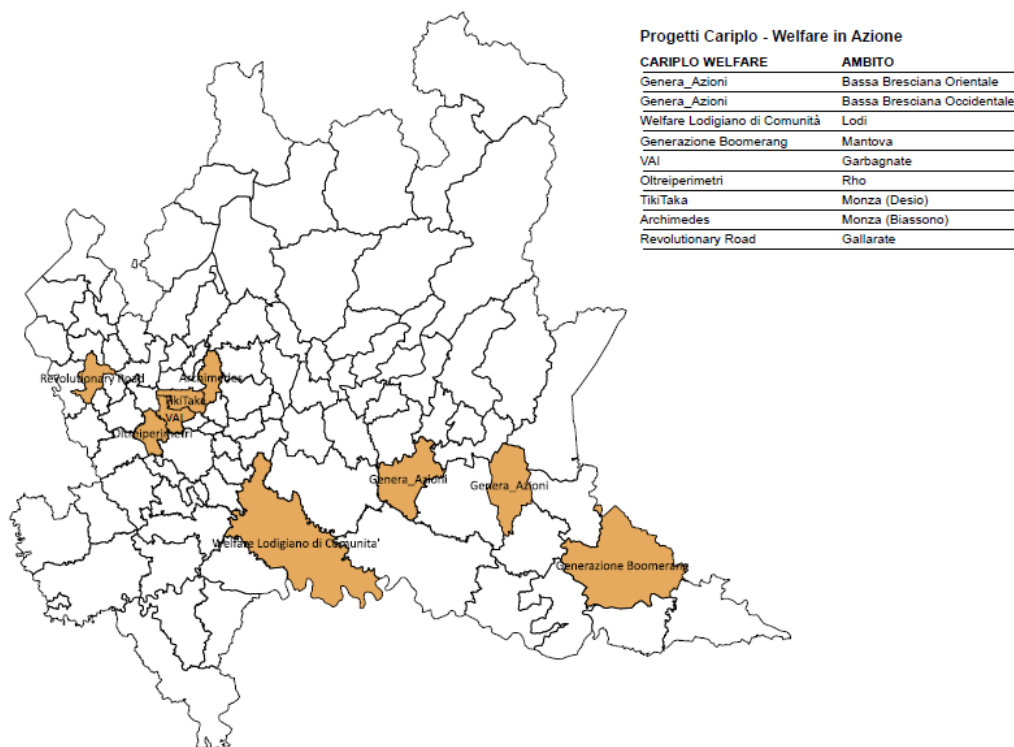 Progetti Cariplo - Welfare in Azione
CARIPLO WELFARE AMBITO
Genera_Azioni Bassa Bresciana Orientale
Genera_Azioni Bassa Bresciana Occidentale
Welfare Lodigiano di Comunità Lodi
Generazione Boomerang Mantova
VAI Garbagnate
Oltreiperimetri Rho
TikiTaka Monza (Desio)
Archimedes Monza (Biassono)
Revolutionary Road Gallarate
Revolutionary Road
Archimedes
TikiTaka
VAI
Oltreiperimetri
Genera_Azioni
Genera_Azioni
Welfare Lodigiano di Comunita'
Generazione Boomerang